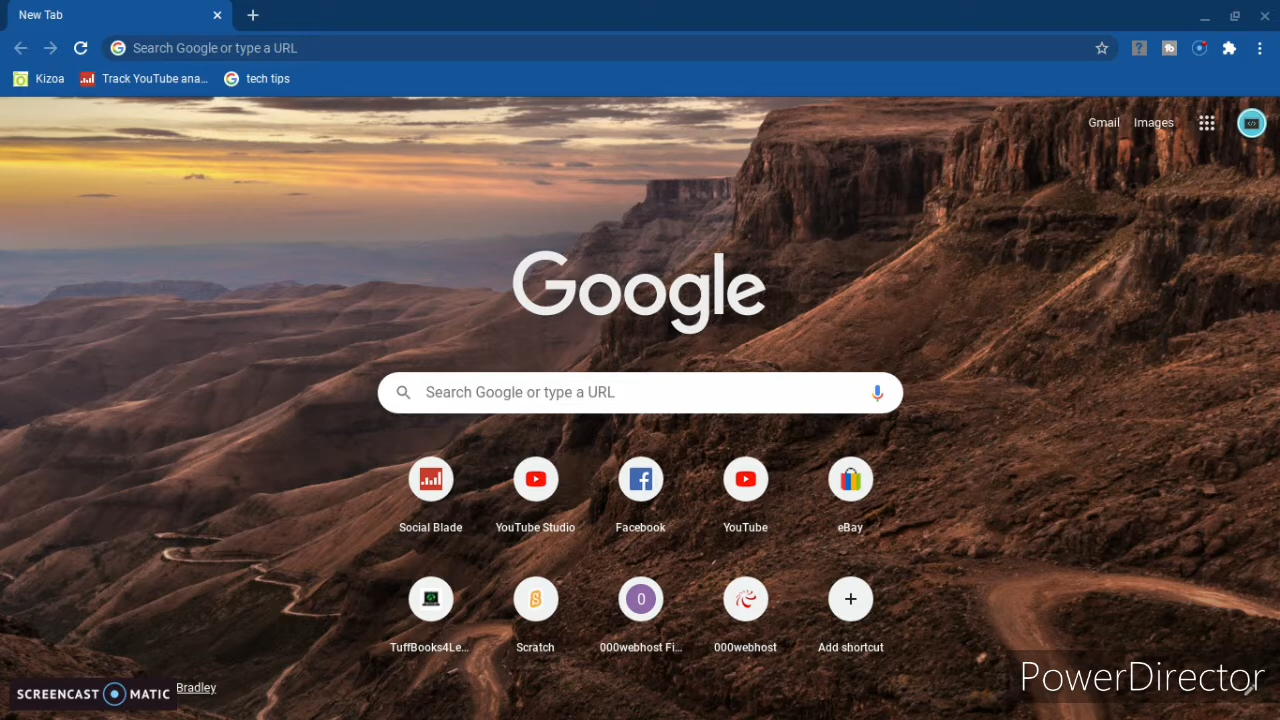 New Tab
Search Google or type a URL
Kizoa
Track YouTube ana...
tech tips
Gmail
Images
Google
Search Google or type a URL
Social Blade
YouTube Studio
Facebook
YouTube
eBay
TuffBooks4Le...
Scratch
0
000webhost Fi...
000webhost
Add shortcut
SCREENCAST MATIC
Bradley
PowerDirector